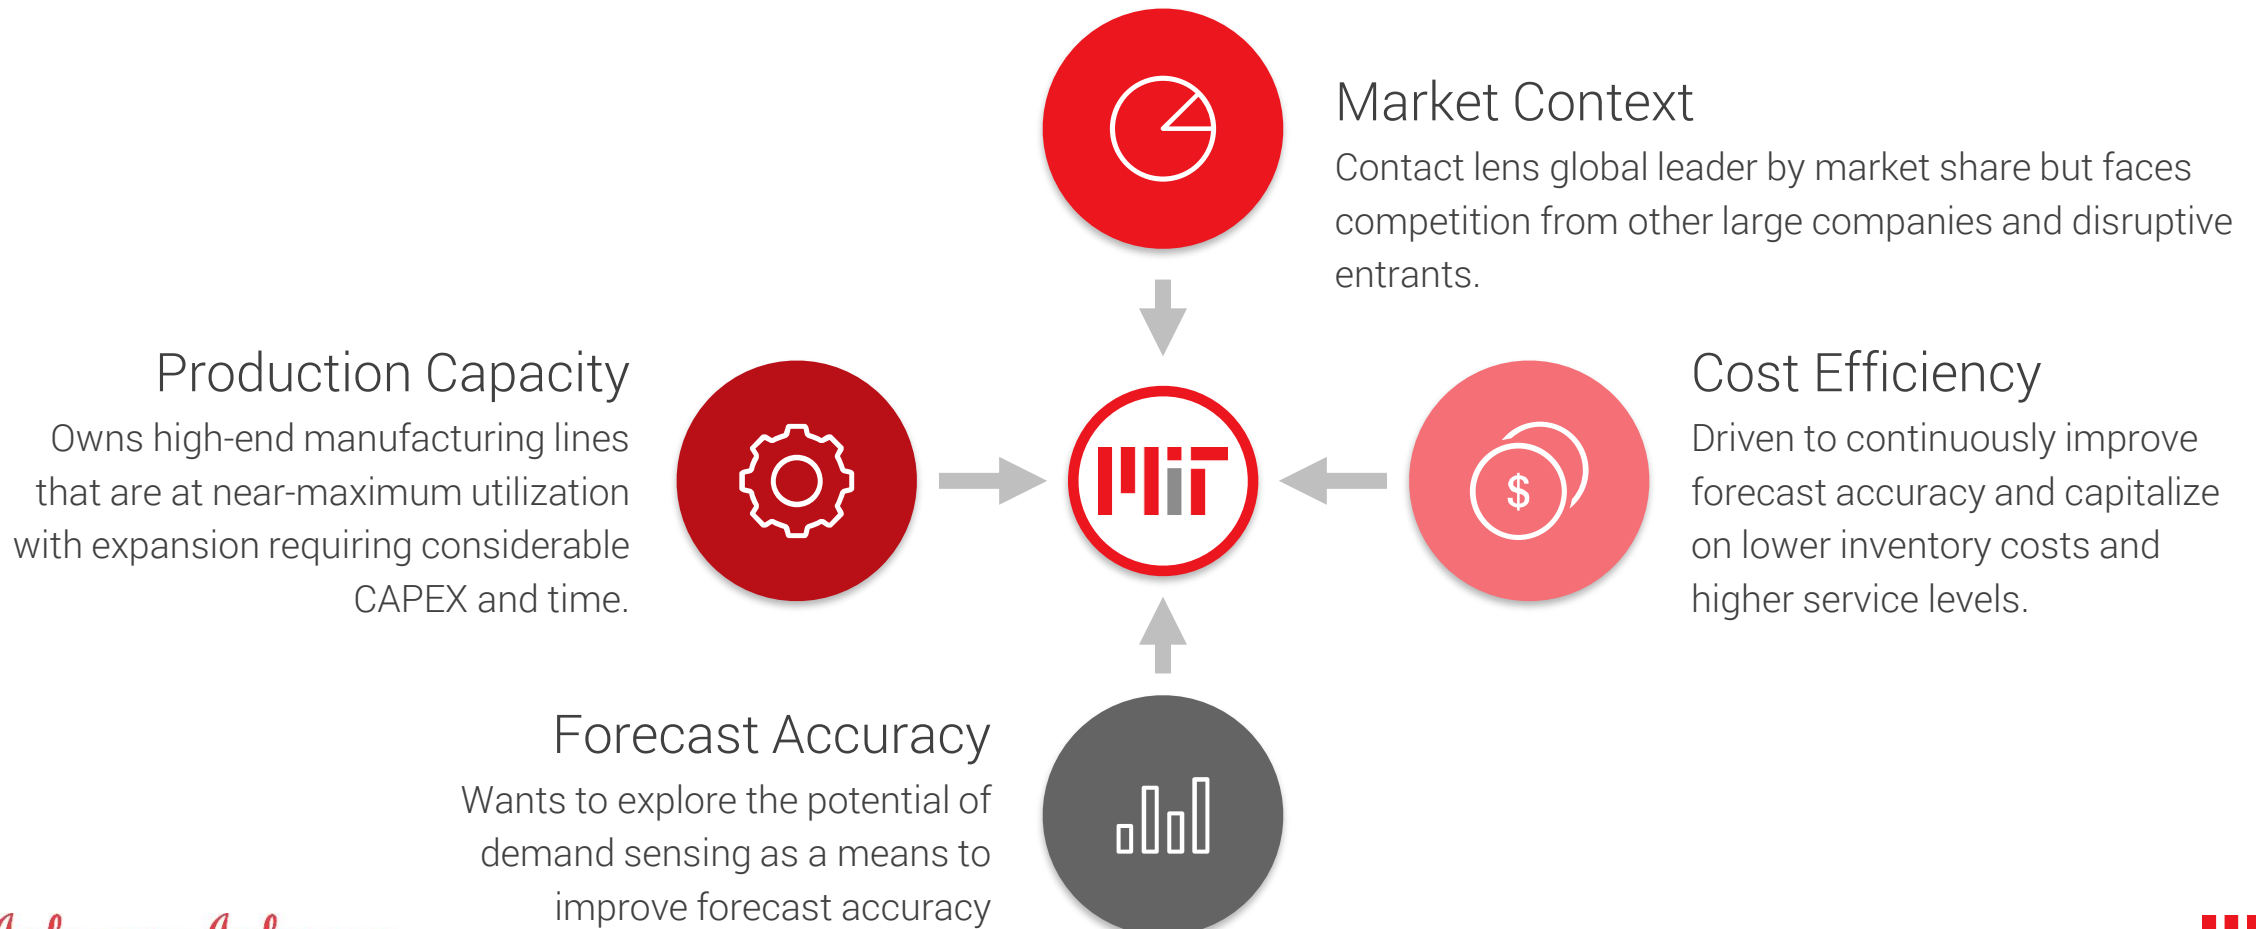 Market Context
Contact lens global leader by market share but faces
competition from other large companies and disruptive
entrants.
Production Capacity
Owns high-end manufacturing lines
that are at near-maximum utilization
with expansion requiring considerable
CAPEX and time.
MIT
$
Cost Efficiency
Driven to continuously improve
forecast accuracy and capitalize
on lower inventory costs and
higher service levels.
Forecast Accuracy
Wants to explore the potential of
demand sensing as a means to
improve forecast accuracy